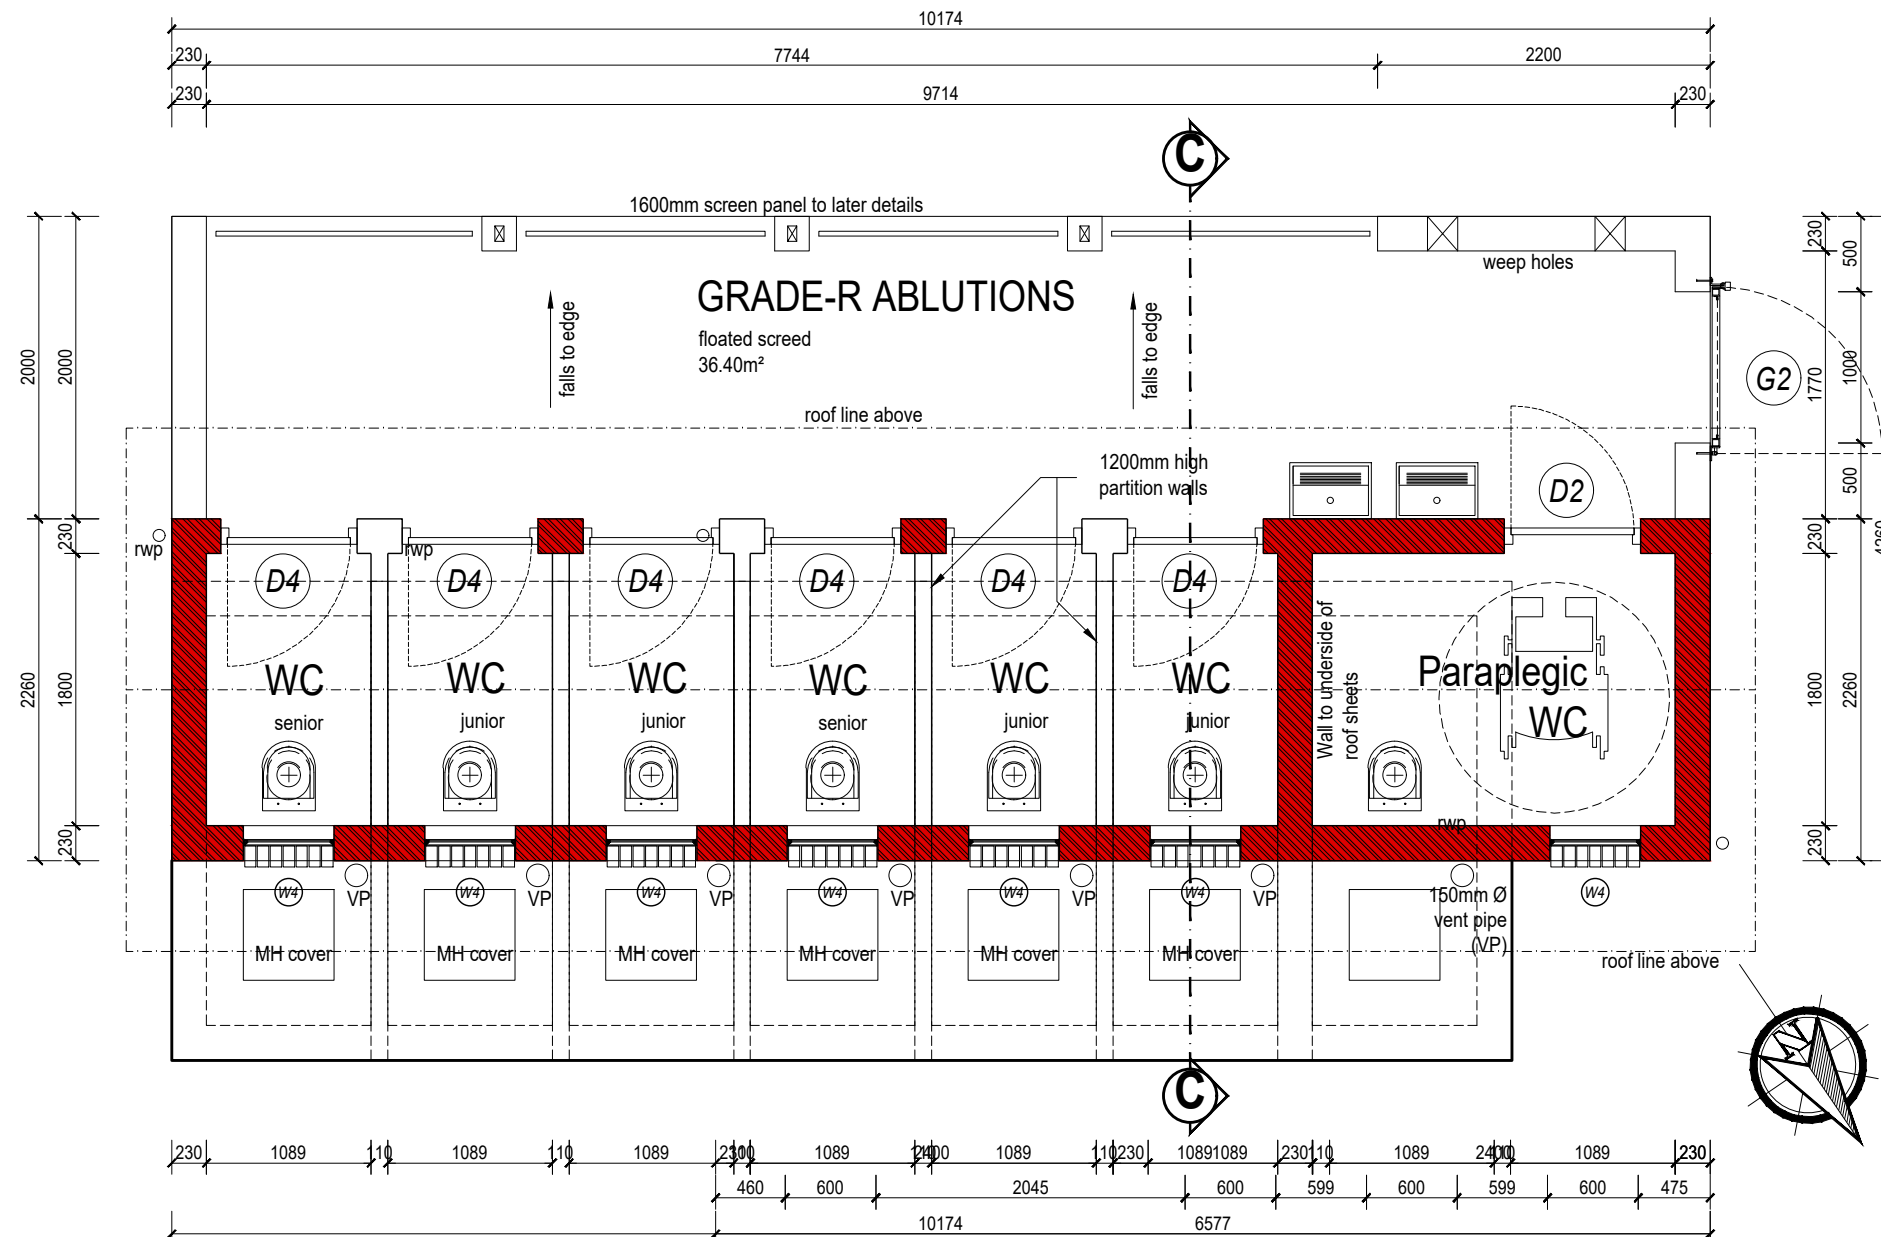 10174
230 7744 2200
230 9714 230
C
1600mm screen panel to later details
weep holes
GRADE-R ABLUTIONS
floated screed
36.40m²
falls to edge
falls to edge
roof line above
1200mm high
partition walls
G2
D2
2000
2000
230
1800
2260
230
230
500
1770
1000
500
230
1800
2260
230
rwp
rwp
D4 D4 D4 D4 D4 D4
WC WC WC WC WC WC
senior junior junior senior junior junior
Wall to underside of
roof sheets
Paraplegic
WC
rwp
W4 W4 W4 W4 W4 W4 W4
VP VP VP VP VP VP
150mm Ø
vent pipe
(VP)
MH cover MH cover MH cover MH cover MH cover MH cover
roof line above
N
C
230 1089 110 1089 110 1089 1089 1089 110 230 1089 1089 230 110 1089 1089 230
460 600 2045 600 599 600 599 600 475
10174 6577